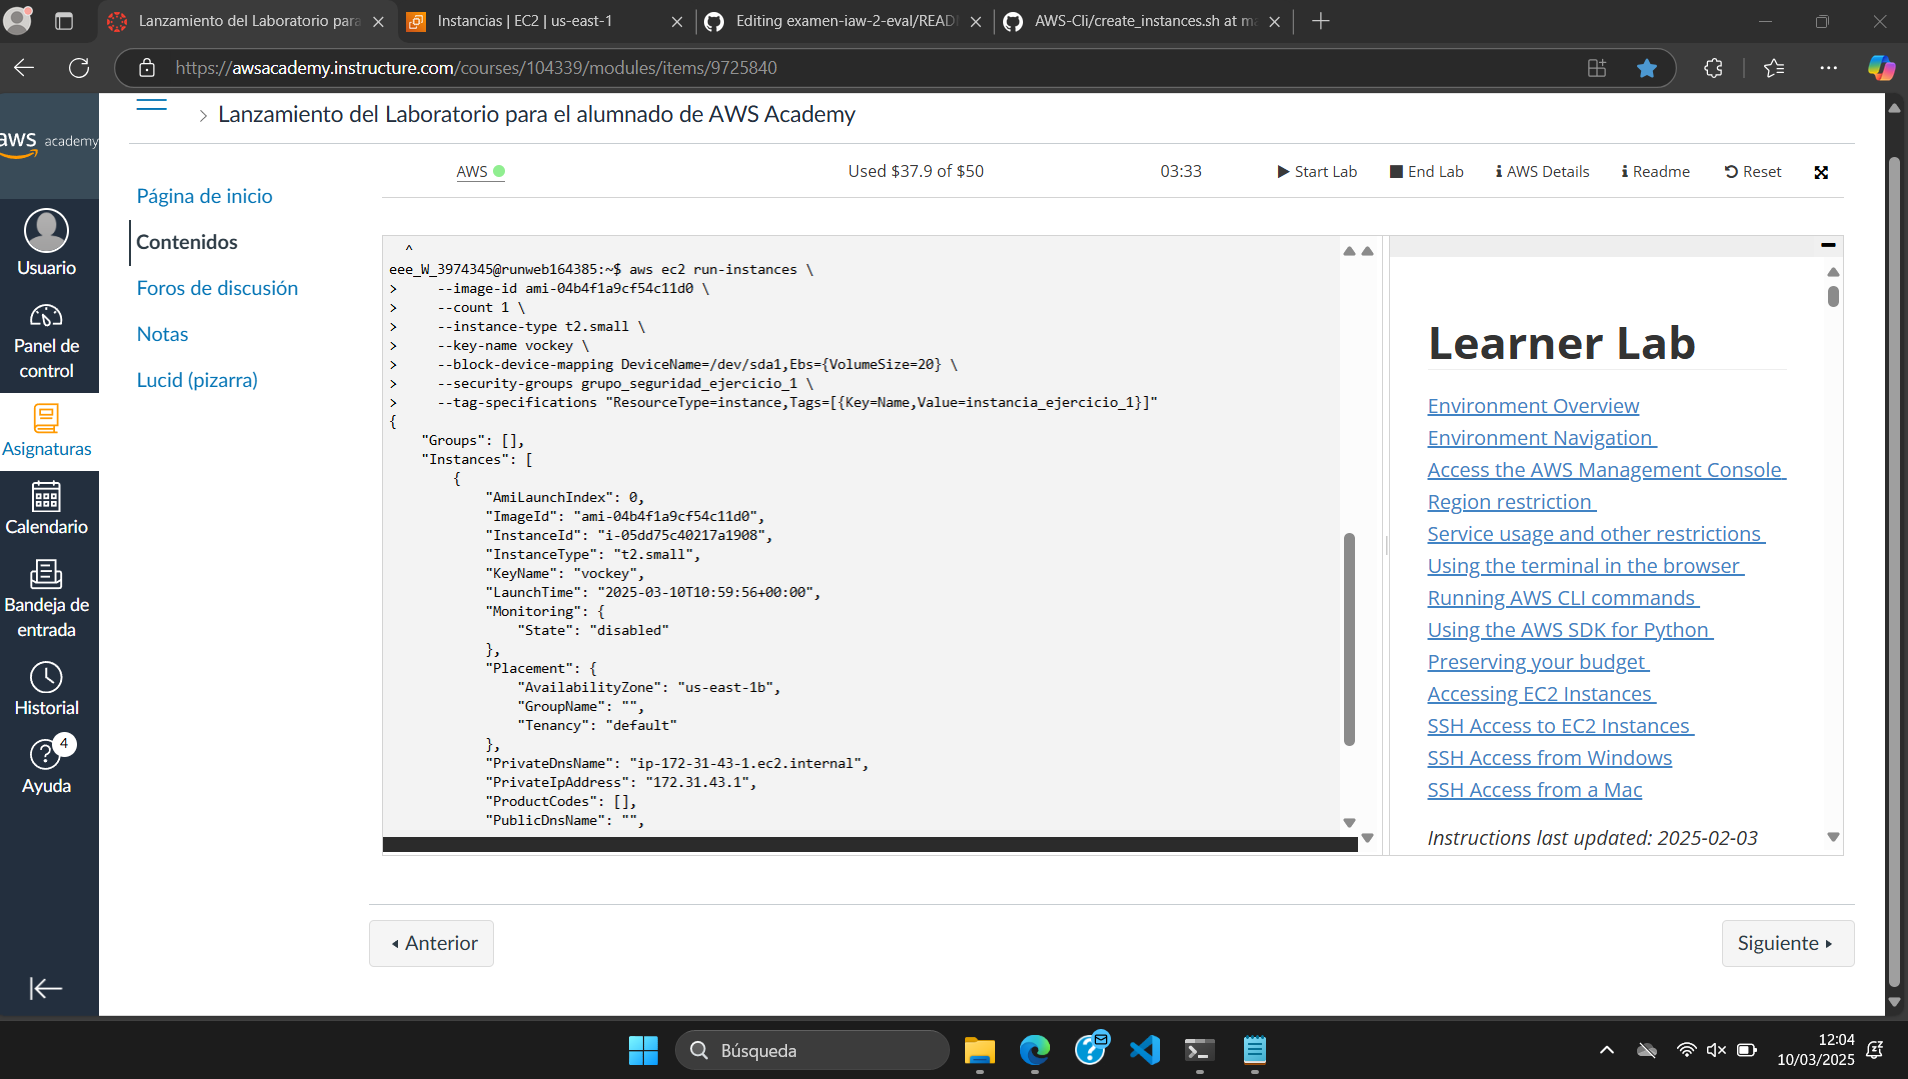 Lanzamiento del Laboratorio para
Instancias | EC2 | us-east-1
Editing examen-iaw-2-eval/READ
AWS-Cli/create_instances.sh at ma
https://awsacademy.instructure.com/courses/104339/modules/items/9725840
aws academy
Usuario
Panel de
control
Asignaturas
Calendario
Bandeja de
entrada
Historial
4
Ayuda
> Lanzamiento del Laboratorio para el alumnado de AWS Academy
Página de inicio
Contenidos
Foros de discusión
Notas
Lucid (pizarra)
AWS
Used $37.9 of $50
03:33
Start Lab
End Lab
AWS Details
Readme
Reset
^
eee_W_3974345@runweb164385:~$ aws ec2 run-instances \
>     --image-id ami-04b4f1a9cf54c11d0 \
>     --count 1 \
>     --instance-type t2.small \
>     --key-name vockey \
>     --block-device-mapping DeviceName=/dev/sda1,Ebs={VolumeSize=20} \
>     --security-groups grupo_seguridad_ejercicio_1 \
>     --tag-specifications "ResourceType=instance,Tags=[{Key=Name,Value=instancia_ejercicio_1}]"
{
    "Groups": [],
    "Instances": [
        {
            "AmiLaunchIndex": 0,
            "ImageId": "ami-04b4f1a9cf54c11d0",
            "InstanceId": "i-05dd75c40217a1908",
            "InstanceType": "t2.small",
            "KeyName": "vockey",
            "LaunchTime": "2025-03-10T10:59:56+00:00",
            "Monitoring": {
                "State": "disabled"
            },
            "Placement": {
                "AvailabilityZone": "us-east-1b",
                "GroupName": "",
                "Tenancy": "default"
            },
            "PrivateDnsName": "ip-172-31-43-1.ec2.internal",
            "PrivateIpAddress": "172.31.43.1",
            "ProductCodes": [],
            "PublicDnsName": "",
Learner Lab
Environment Overview
Environment Navigation
Access the AWS Management Console
Region restriction
Service usage and other restrictions
Using the terminal in the browser
Running AWS CLI commands
Using the AWS SDK for Python
Preserving your budget
Accessing EC2 Instances
SSH Access to EC2 Instances
SSH Access from Windows
SSH Access from a Mac
Instructions last updated: 2025-02-03
Anterior
Siguiente
Búsqueda
12:04
10/03/2025